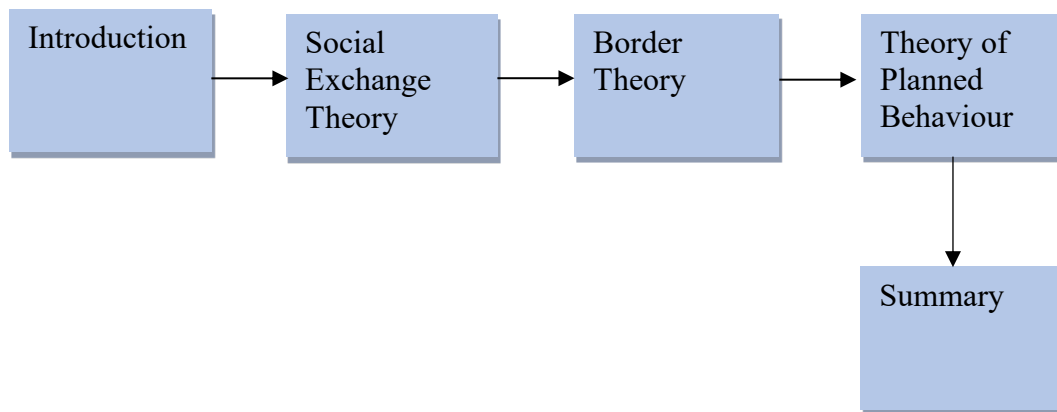 Introduction
Social
Exchange
Theory
Border
Theory
Theory of
Planned
Behaviour
Summary